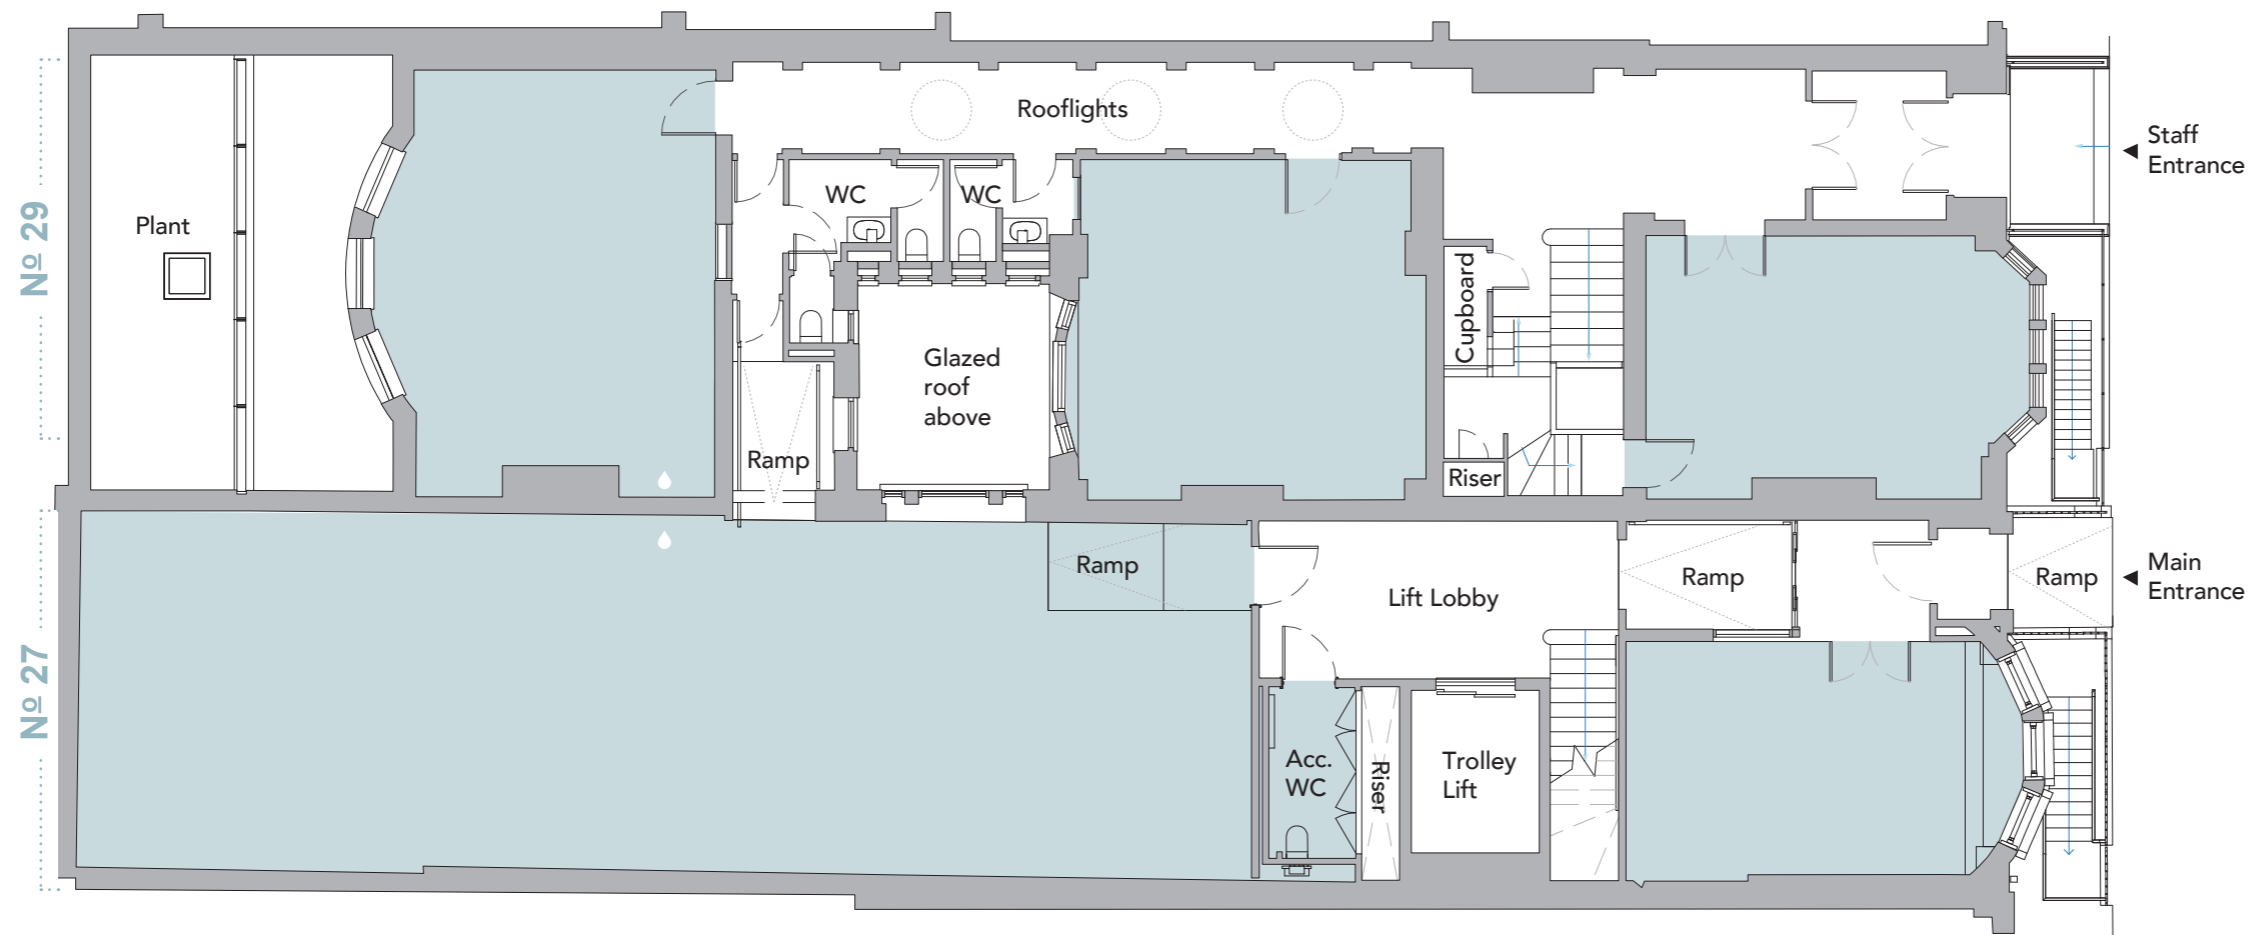 Rooflights
Staff
Entrance
Nº 29
Plant
WC
WC
Cupboard
Glazed
roof
above
Ramp
Riser
Nº 27
Ramp
Lift Lobby
Ramp
Ramp
Main
Entrance
Acc.
WC
Riser
Trolley
Lift